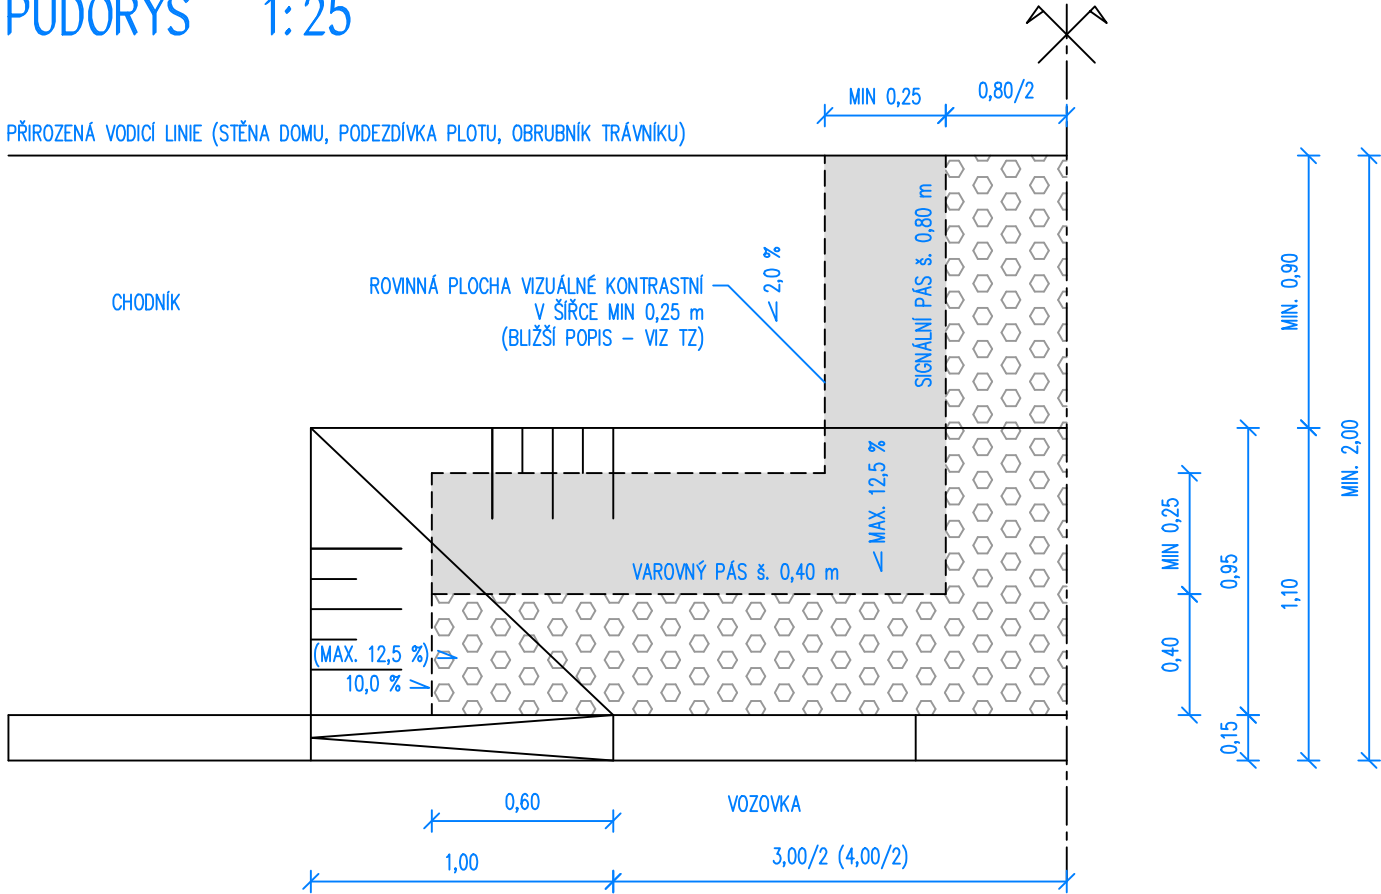 PŮDORYS 1:25
MIN 0,25
0,80/2
PŘIROZENÁ VODICÍ LINIE (STĚNA DOMU, PODEZDÍVKA PLOTU, OBRUBNÍK TRÁVNÍKU)
CHODNÍK
ROVINNÁ PLOCHA VIZUÁLNÉ KONTRASTNÍ
V ŠÍŘCE MIN 0,25 m
(BLIŽŠÍ POPIS – VIZ TZ)
2,0 %
SIGNÁLNÍ PÁS š. 0,80 m
MAX. 12,5 %
VAROVNÝ PÁS š. 0,40 m
(MAX. 12,5 %)
10,0 %
MIN 0,25
0,40
0,95
0,15
MIN. 0,90
1,10
MIN. 2,00
0,60
VOZOVKA
1,00
3,00/2 (4,00/2)